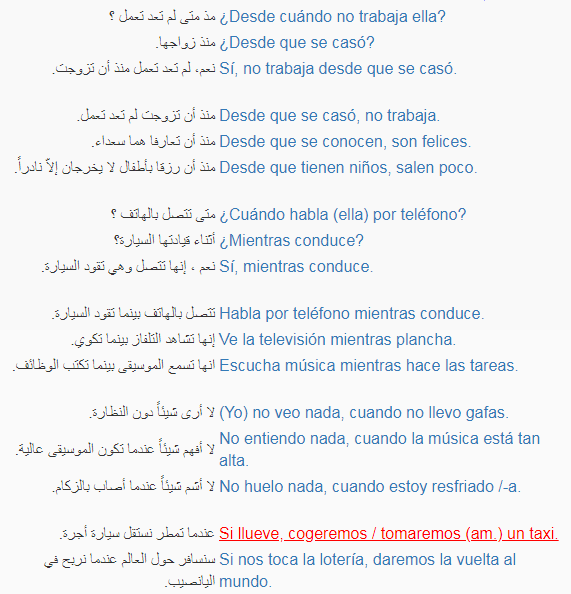 مذ متى لم تعد تعمل ؟ ¿Desde cuándo no trabaja ella?
منذ زواجها. ¿Desde que se casó?
نعم، لم تعد تعمل منذ أن تزوجت. Sí, no trabaja desde que se casó.
منذ أن تزوجت لم تعد تعمل. Desde que se casó, no trabaja.
منذ أن تعارفا هما سعداء. Desde que se conocen, son felices.
منذ أن رزقا بأطفال لا يخرجان إلاّ نادراً. Desde que tienen niños, salen poco.
متى تتصل بالهاتف ؟ ¿Cuándo habla (ella) por teléfono?
أثناء قيادتها السيارة؟ ¿Mientras conduce?
نعم ، إنها تتصل وهي تقود السيارة. Sí, mientras conduce.
تتصل بالهاتف بينما تقود السيارة. Habla por teléfono mientras conduce.
إنها تشاهد التلفاز بينما تكوي. Ve la televisión mientras plancha.
انها تسمع الموسيقى بينما تكتب الوظائف. Escucha música mientras hace las tareas.
لا أرى شيئاً دون النظارة. (Yo) no veo nada, cuando no llevo gafas.
لا أفهم شيئاً عندما تكون الموسيقى عالية. No entiendo nada, cuando la música está tan
alta.
لا أشم شيئاً عندما أصاب بالزكام. No huelo nada, cuando estoy resfriado /-a.
عندما تمطر نستقل سيارة أجرة. Si llueve, cogeremos / tomaremos (am.) un taxi.
سنسافر حول العالم عندما نربح في Si nos toca la lotería, daremos la vuelta al
اليانصيب. mundo.